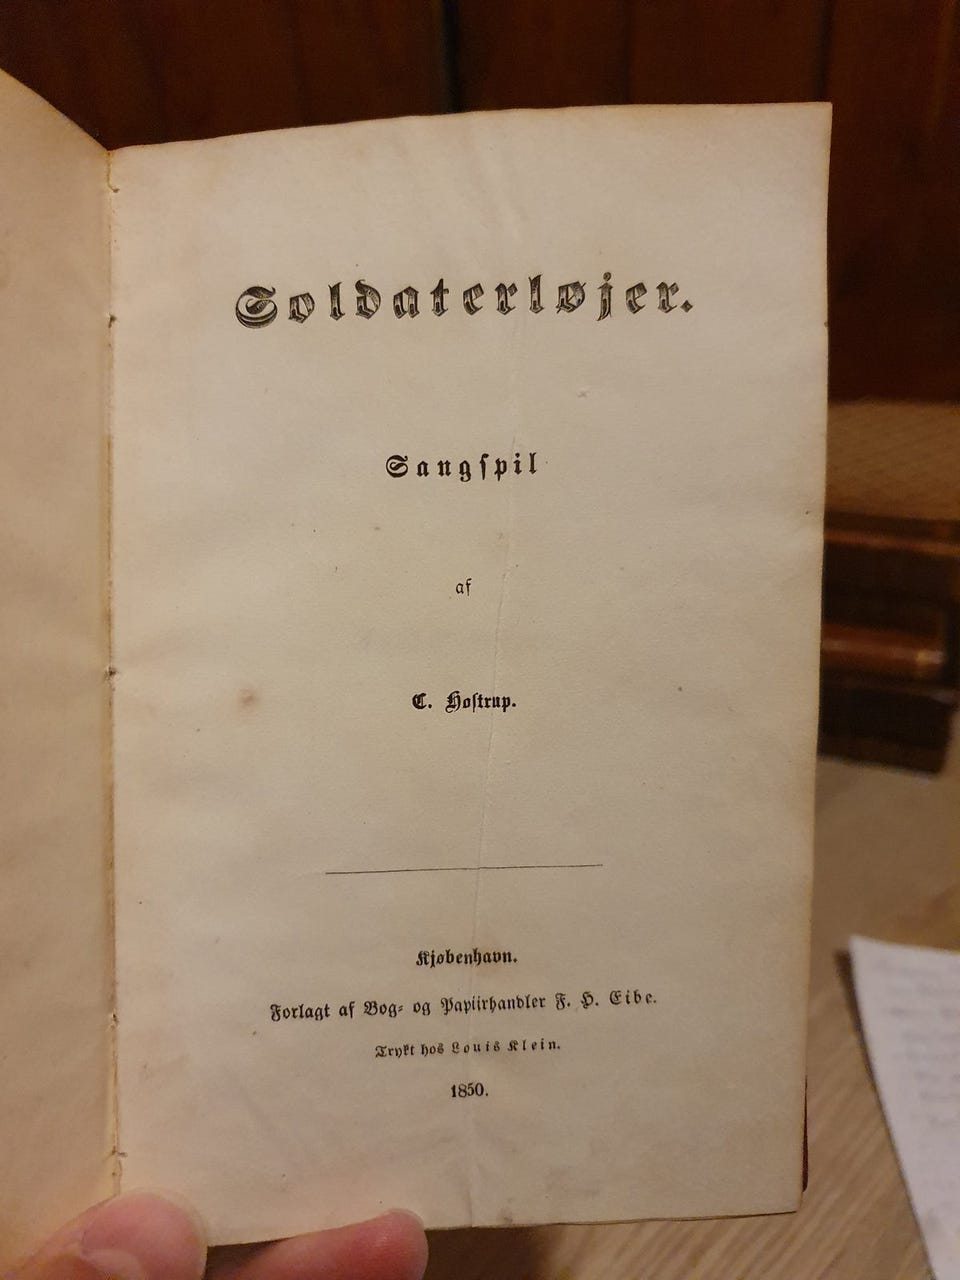 Soldaterløjer.
Sangspil
af
C. Hostrup.
Kjøbenhavn.
Forlagt af Bog- og Papiirhandler F. H. Eibe.
Trykt hos Louis Klein.
1850.